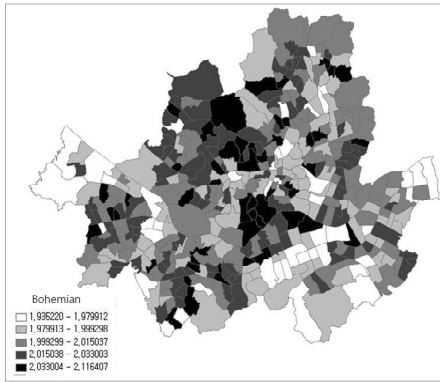 Bohemian
1,935220 - 1,979912
1,979913 - 1,999298
1,999299 - 2,015037
2,015038 - 2,033003
2,033004 - 2,116407